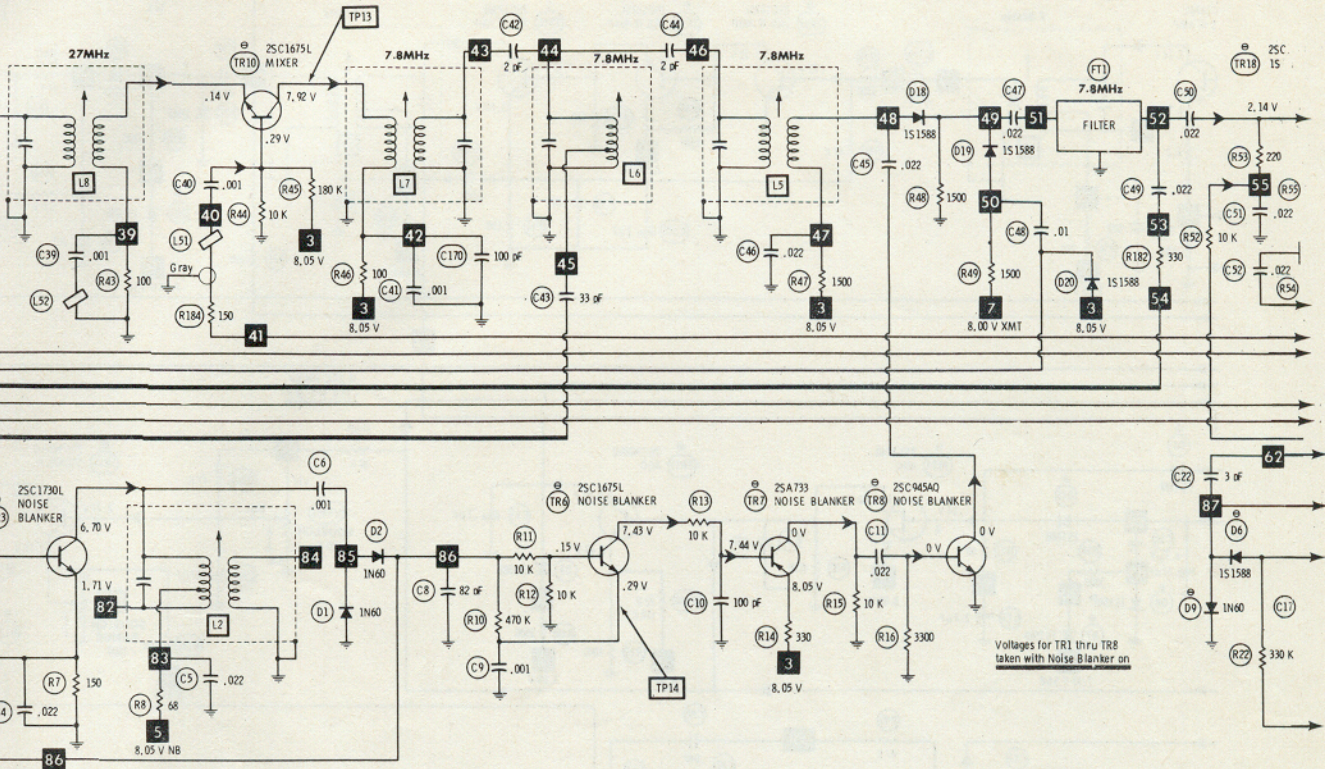 TP13
C42
C44
27MHz
2SC1675L
MIXER
TR10
7.8MHz
43
2 pF
44
7.8MHz
2 pF
46
7.8MHz
2SC
TR18
1S
FT1
7.8MHz
.14 V
7.92 V
D18
48
1S1588
49
C47
.022
51
FILTER
52
C50
.022
2.14 V
.29 V
D19
1S1588
L8
C40
.001
R45
180 K
L7
L6
L5
C45
.022
R48
1500
C49
.022
R53
220
55
R55
40
R44
10 K
50
C51
.022
39
L51
3
8.05 V
42
C170
100 pF
47
C48
.01
53
R52
10 K
C39
.001
Gray
R43
100
R46
100
C41
.001
45
C46
.022
R47
1500
R49
1500
D20
1S1588
R182
330
C52
.022
R54
L52
R184
150
C43
33 pF
3
8.05 V
3
8.05 V
7
8.00 V XMT
3
8.05 V
54
41
62
2SC1730L
NOISE
BLANKER
3
C6
.001
TR6
2SC1675L
NOISE BLANKER
R13
10 K
TR7
2SA733
NOISE BLANKER
TR8
2SC945AQ
NOISE BLANKER
C22
3 pF
87
6.70 V
7.43 V
0 V
C11
.022
0 V
0 V
D6
1S1588
84
85
D2
1N60
86
R11
10 K
.15 V
7.44 V
1.71 V
82
D1
1N60
C8
82 pF
R12
10 K
.29 V
C10
100 pF
8.05 V
R15
10 K
D9
1N60
C17
L2
R10
470 K
R14
330
R16
3300
Voltages for TR1 thru TR8
taken with Noise Blanker on
R22
330 K
83
C5
.022
C9
.001
TP14
3
8.05 V
R7
150
R8
68
4
.022
5
8.05 V NB
86